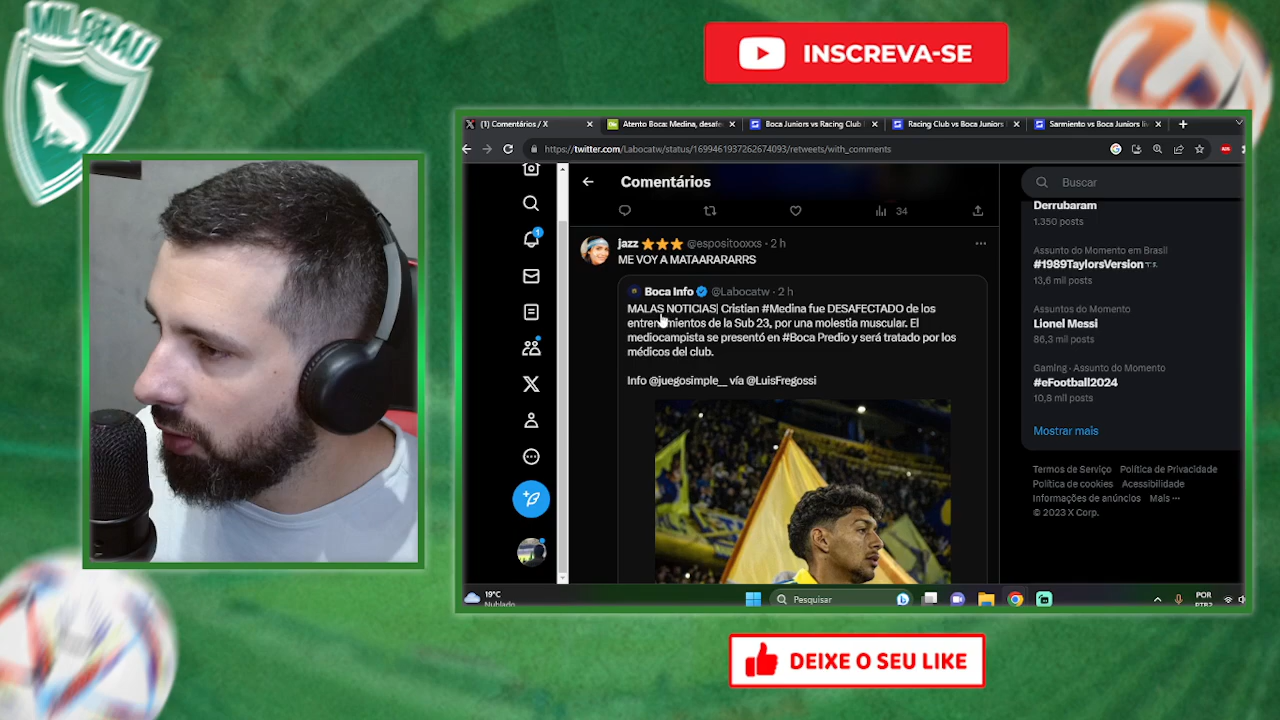 MIL GRAU
INSCREVA-SE
(1) Comentários / X
Atento Boca: Medina, desafe
Boca Juniors vs Racing Club
Racing Club vs Boca Juniors
Sarmiento vs Boca Juniors liv
https://twitter.com/Labocatw/status/1699461937262674093/retweets/with_comments
Comentários
34
jazz ⭐⭐⭐ @espositooxxs · 2 h
ME VOY A MATAARARARRS
Boca Info @Labocatw · 2 h
MALAS NOTICIAS| Cristian #Medina fue DESAFECTADO de los
entrenamientos de la Sub 23, por una molestia muscular. El
mediocampista se presentó en #Boca Predio y será tratado por los
médicos del club.
Info @juegosimple__ vía @LuisFregossi
1
Buscar
Derrubaram
1.350 posts
Assunto do Momento em Brasil
#1989TaylorsVersion
13,6 mil posts
Assuntos do Momento
Lionel Messi
86,3 mil posts
Gaming · Assunto do Momento
#eFootball2024
10,8 mil posts
Mostrar mais
Termos de Serviço Política de Privacidade
Política de cookies Acessibilidade
Informações de anúncios Mais ···
© 2023 X Corp.
19°C
Nublado
Pesquisar
POR
PTB2
DEIXE O SEU LIKE